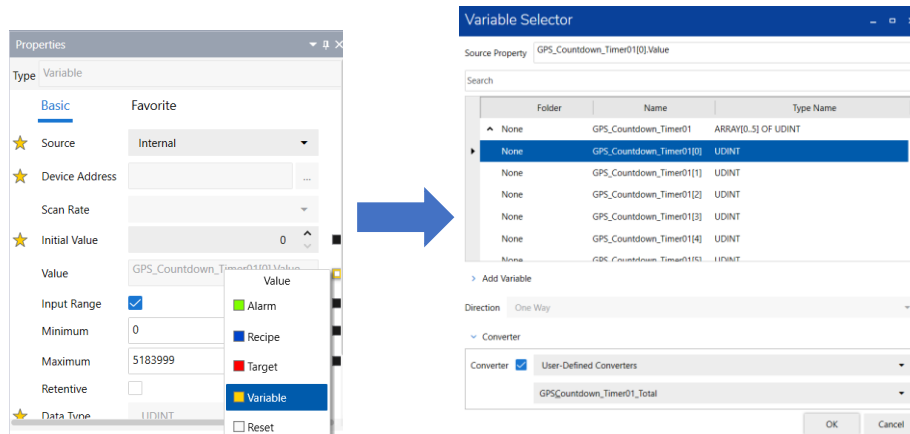 Properties
Type Variable
Basic Favorite
Source Internal
Device Address ...
Scan Rate
Initial Value 0
Value GPS_Countdown_Timer01[0].Value
Input Range
Minimum 0
Maximum 5183999
Retentive
Data Type UDINT
Value
Alarm
Recipe
Target
Variable
Reset
Variable Selector
Source Property GPS_Countdown_Timer01[0].Value
Search
Folder Name Type Name
None GPS_Countdown_Timer01 ARRAY[0..5] OF UDINT
None GPS_Countdown_Timer01[0] UDINT
None GPS_Countdown_Timer01[1] UDINT
None GPS_Countdown_Timer01[2] UDINT
None GPS_Countdown_Timer01[3] UDINT
None GPS_Countdown_Timer01[4] UDINT
None GPS_Countdown_Timer01[5] UDINT
Add Variable
Direction One Way
Converter
Converter User-Defined Converters
GPSCountdown_Timer01_Total
OK Cancel